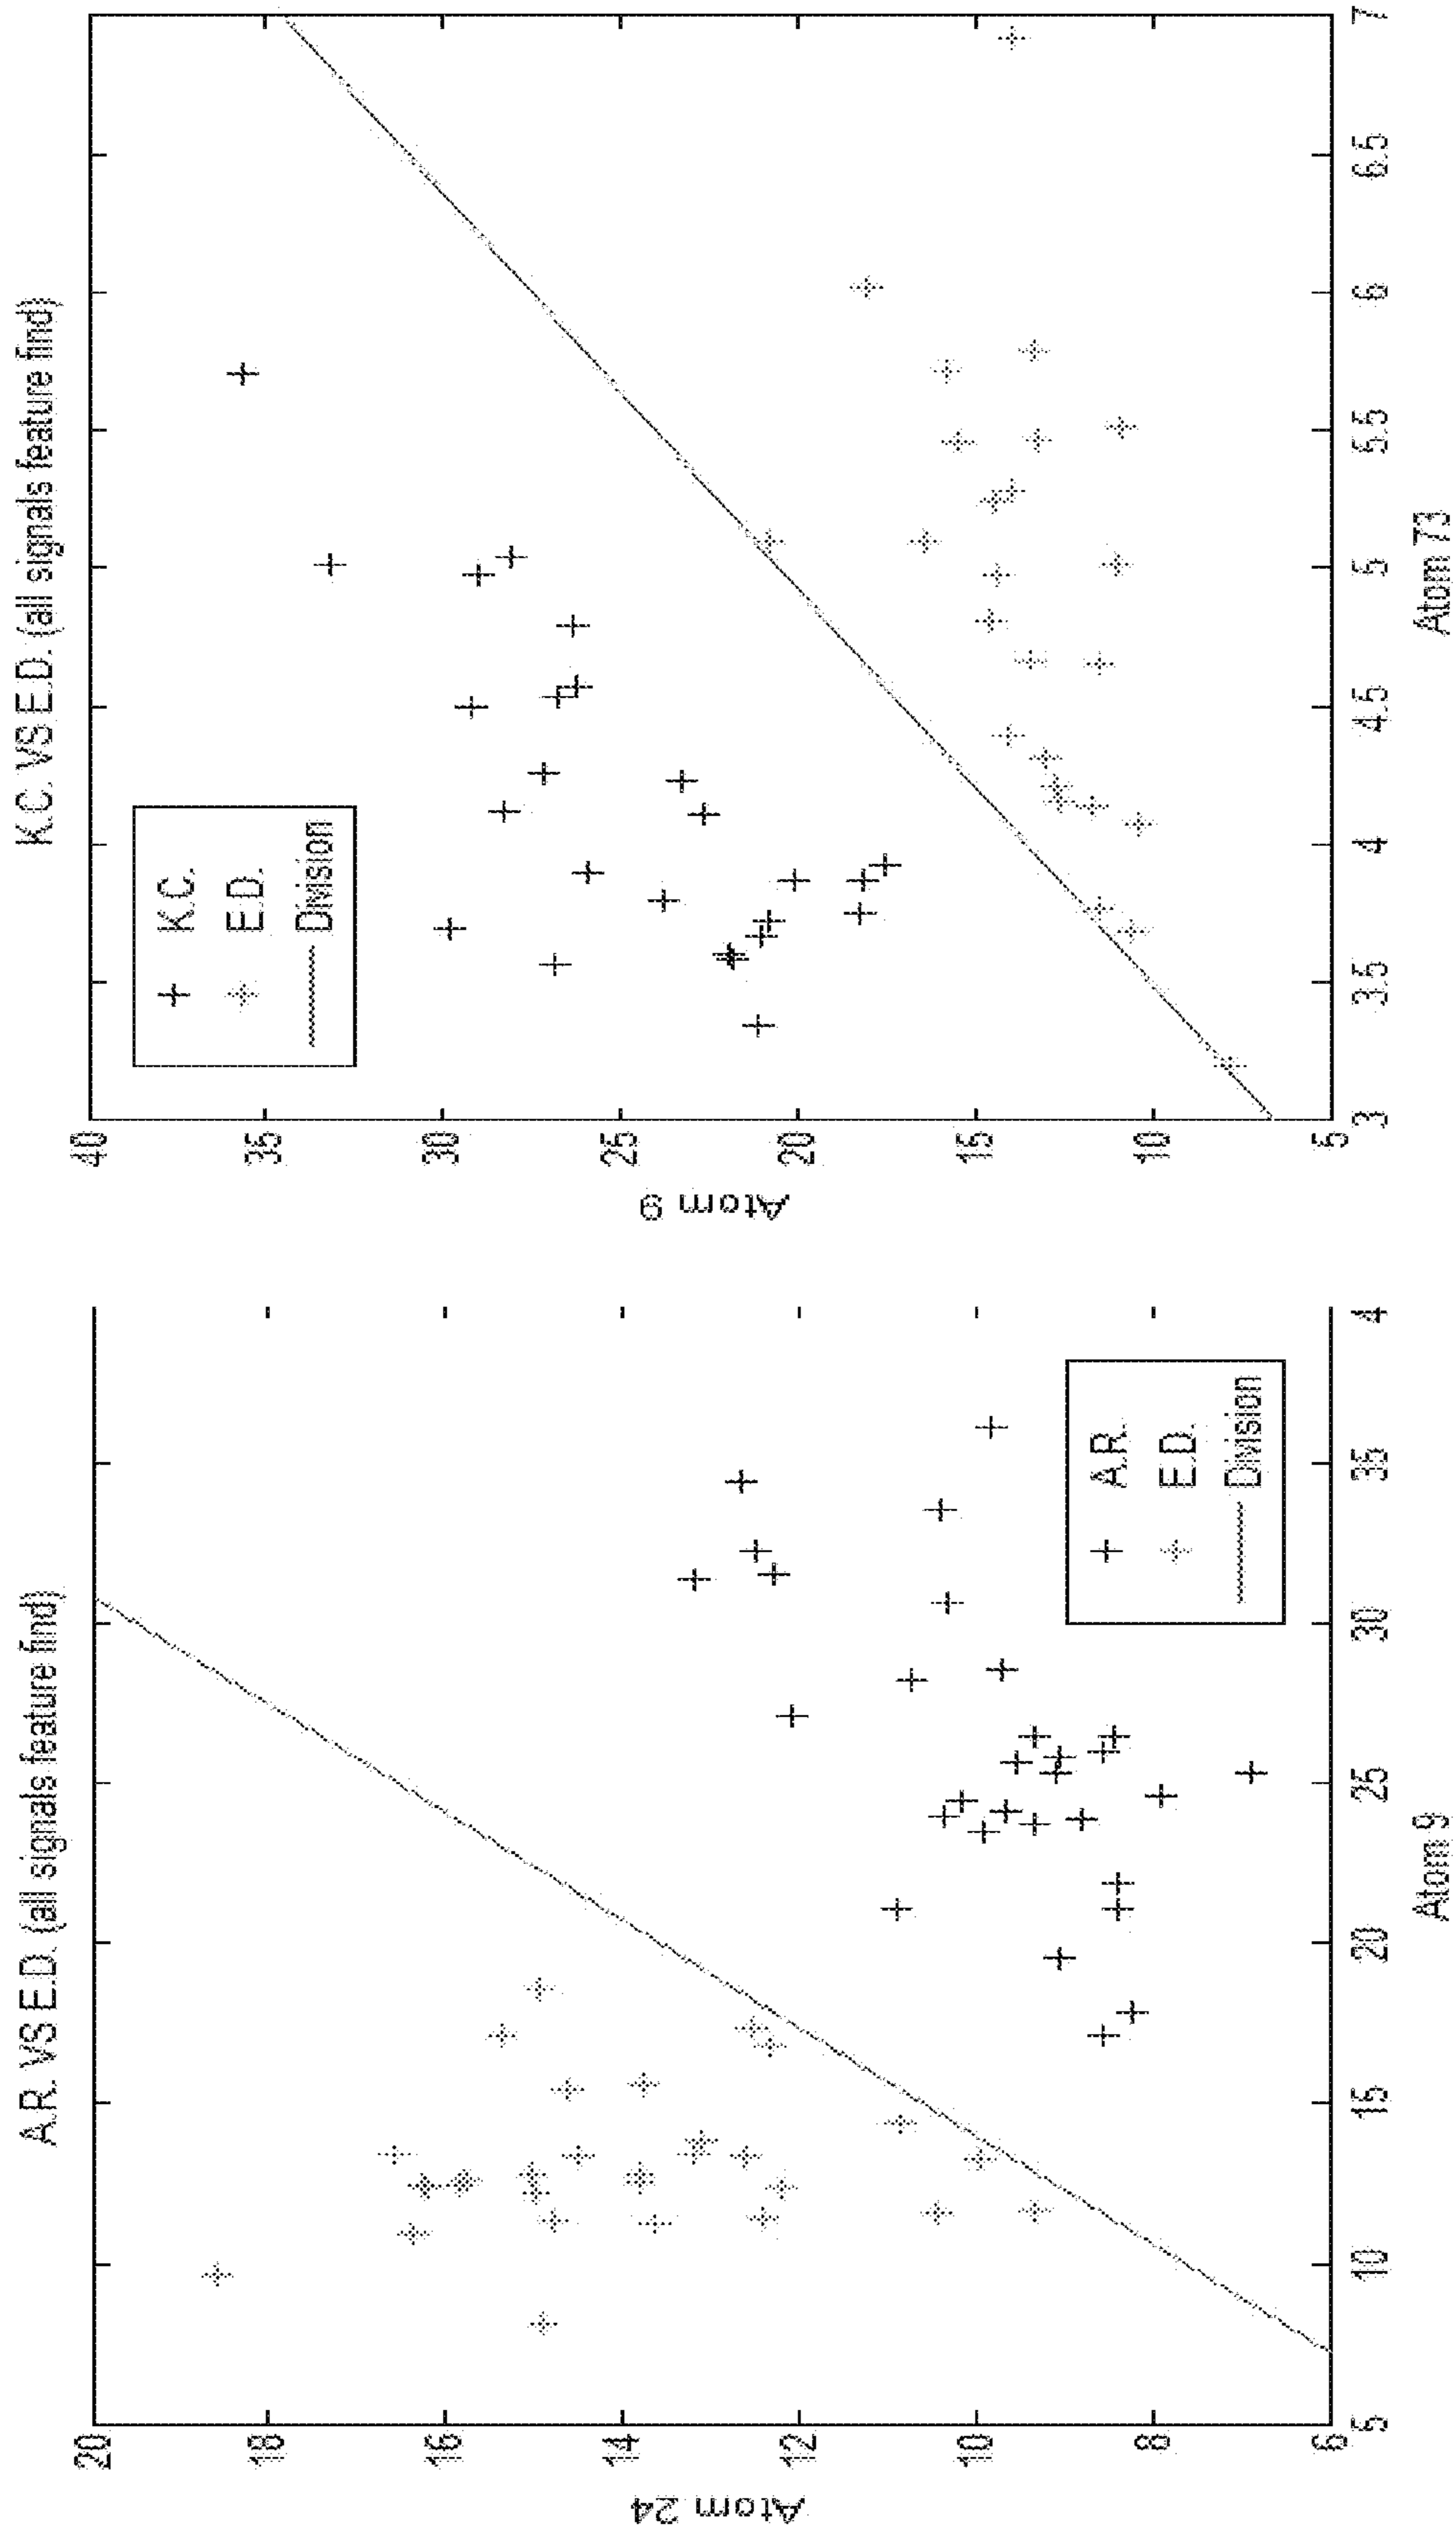 A.R. VS E.D. (all signals feature find)
20
18
16
14
12
10
8
6
Atom 24
5
10
15
20
25
30
35
4
Atom 9
A.R.
E.D.
Division
K.C. VS E.D. (all signals feature find)
40
35
30
25
20
15
10
5
Atom 9
3
3.5
4
4.5
5
5.5
6
6.5
7
Atom 73
K.C.
E.D.
Division